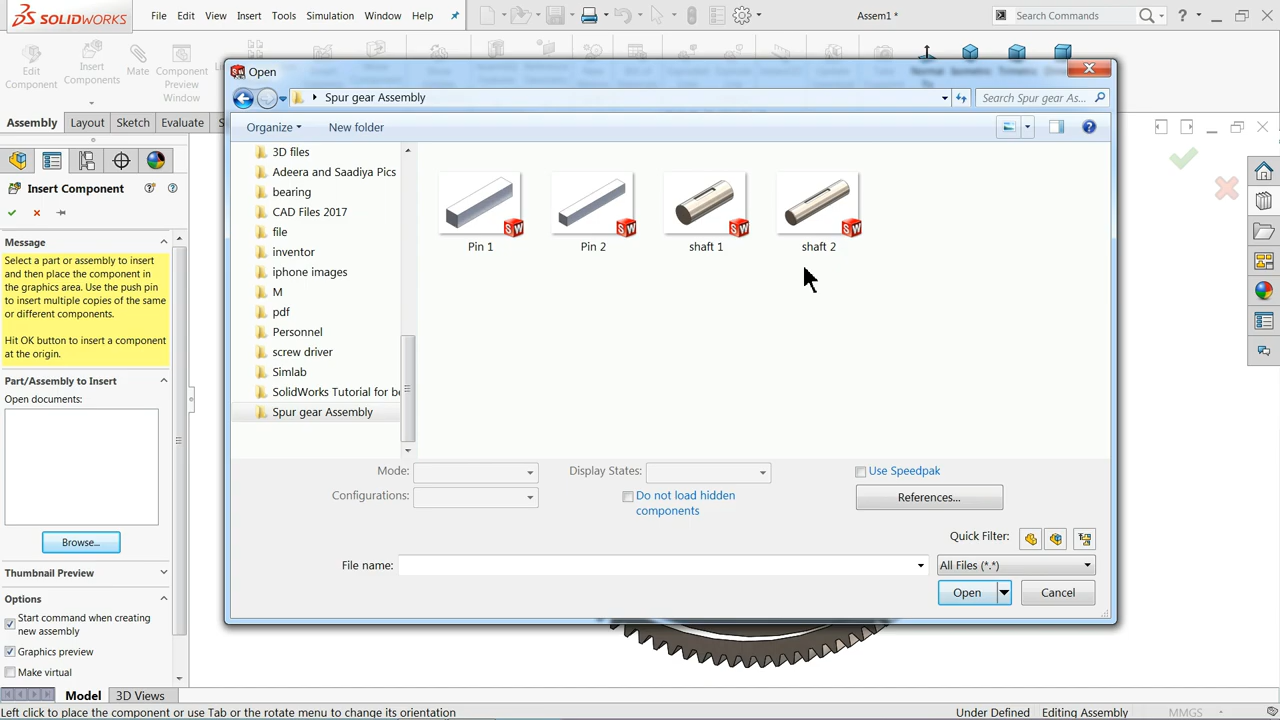 SOLIDWORKS
File
Edit
View
Insert
Tools
Simulation
Window
Help
Assem1 *
Search Commands
Edit
Component
Insert
Components
Mate
Component
Preview
Window
Assembly
Layout
Sketch
Evaluate
Insert Component
Message
Select a part or assembly to insert
and then place the component in
the graphics area. Use the push pin
to insert multiple copies of the same
or different components.
Hit OK button to insert a component
at the origin.
Part/Assembly to Insert
Open documents:
Browse...
Thumbnail Preview
Options
Start command when creating
new assembly
Graphics preview
Make virtual
Open
Spur gear Assembly
Search Spur gear As...
Organize
New folder
3D files
Adeera and Saadiya Pics
bearing
CAD Files 2017
file
inventor
iphone images
M
pdf
Personnel
screw driver
Simlab
SolidWorks Tutorial for be
Spur gear Assembly
Pin 1
Pin 2
shaft 1
shaft 2
Mode:
Display States:
Use Speedpak
Configurations:
Do not load hidden
components
References...
Quick Filter:
File name:
All Files (*.*)
Open
Cancel
Model
3D Views
Left click to place the component or use Tab or the rotate menu to change its orientation
Under Defined
Editing Assembly
MMGS